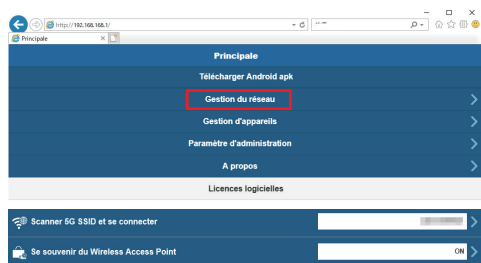 http://192.168.168.1/
Principale
Principale
Télécharger Android apk
Gestion du réseau
Gestion d'appareils
Paramètre d'administration
A propos
Licences logicielles
Scanner 5G SSID et se connecter
Se souvenir du Wireless Access Point ON